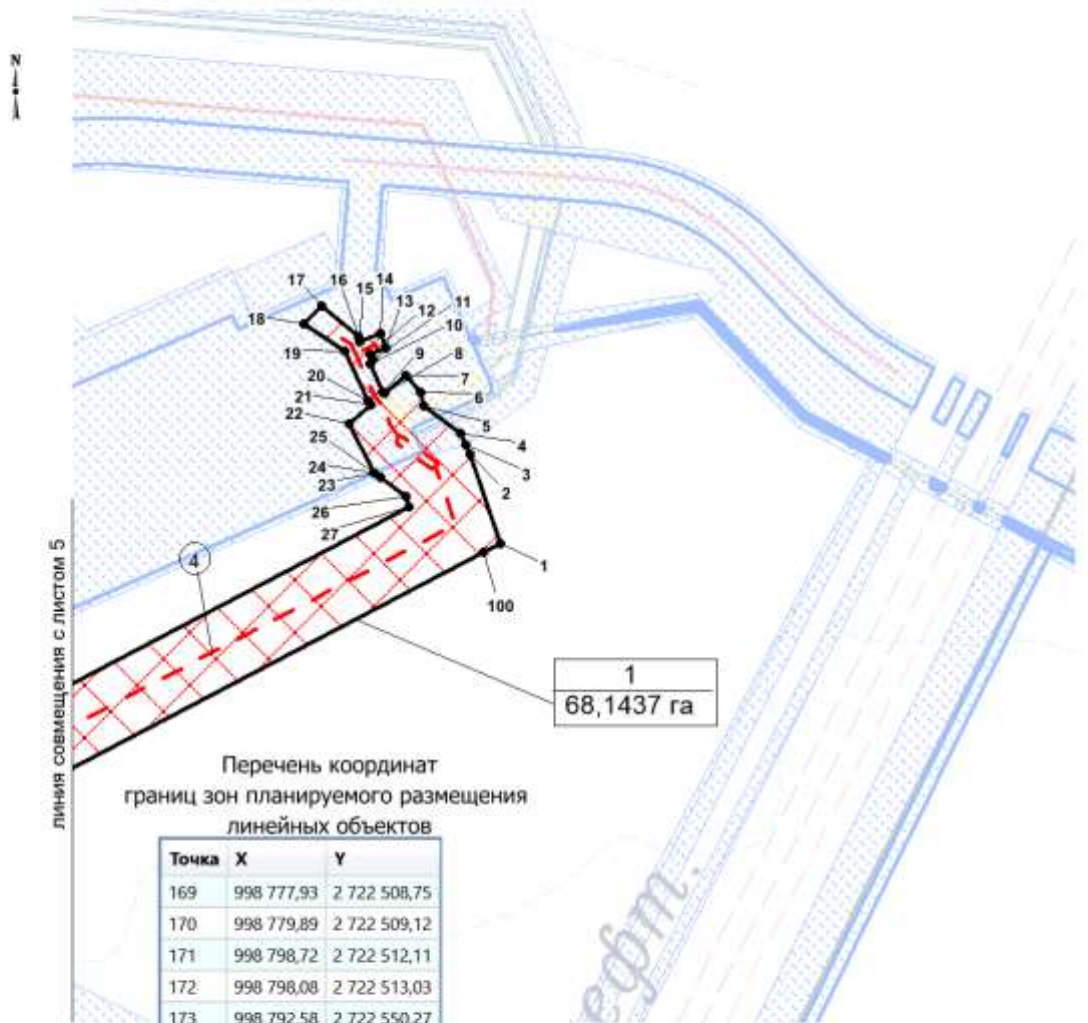 N
17
16
15
14
13
12
11
10
9
8
7
6
5
4
3
2
1
100
18
19
20
21
22
25
24
23
26
27
4
линия совмещения с листом 5
1
68,1437 га
Перечень координат
границ зон планируемого размещения
линейных объектов
Точка X Y
169 998 777,93 2 722 508,75
170 998 779,89 2 722 509,12
171 998 798,72 2 722 512,11
172 998 798,08 2 722 513,03
173 998 792,58 2 722 550,27